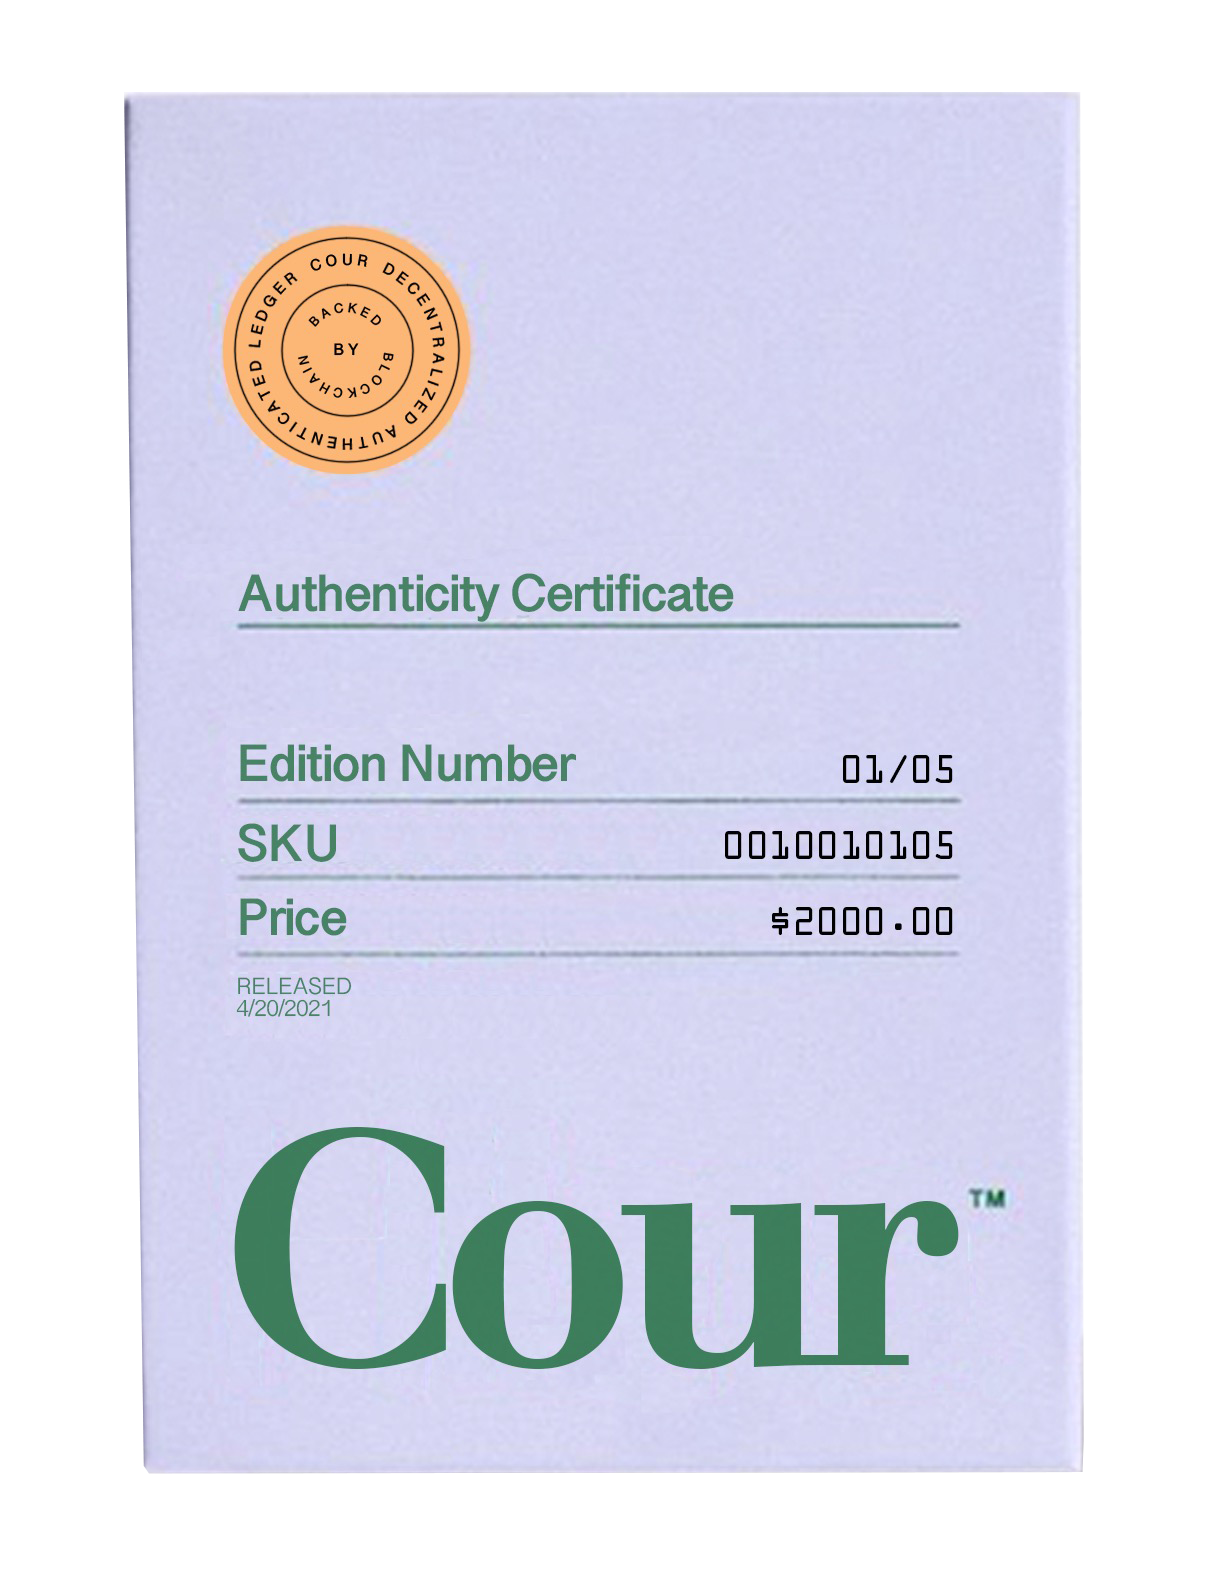 COUR DECENTRALIZED AUTHENTICATED LEDGER
BACKED
BY
BLOCKCHAIN
Authenticity Certificate
Edition Number 01/05
SKU 0010010105
Price $2000.00
RELEASED
4/20/2021
Cour™